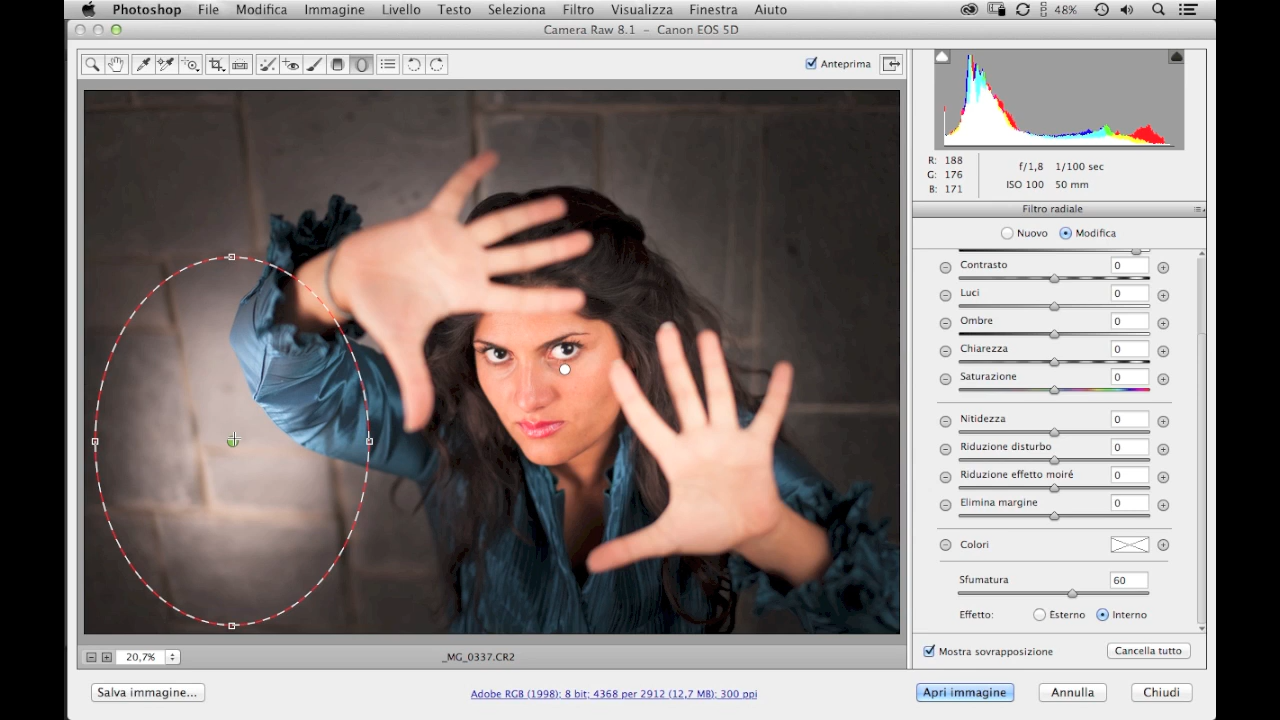 Photoshop File Modifica Immagine Livello Testo Seleziona Filtro Visualizza Finestra Aiuto 48%
Camera Raw 8.1 – Canon EOS 5D
Anteprima
R: 188
G: 176
B: 171
f/1,8 1/100 sec
ISO 100 50 mm
Filtro radiale
Nuovo Modifica
Contrasto 0
Luci 0
Ombre 0
Chiarezza 0
Saturazione 0
Nitidezza 0
Riduzione disturbo 0
Riduzione effetto moiré 0
Elimina margine 0
Colori
Sfumatura 60
Effetto: Esterno Interno
20,7% _MG_0337.CR2
Mostra sovrapposizione Cancella tutto
Salva immagine... Adobe RGB (1998); 8 bit; 4368 per 2912 (12,7 MB); 300 ppi Apri immagine Annulla Chiudi